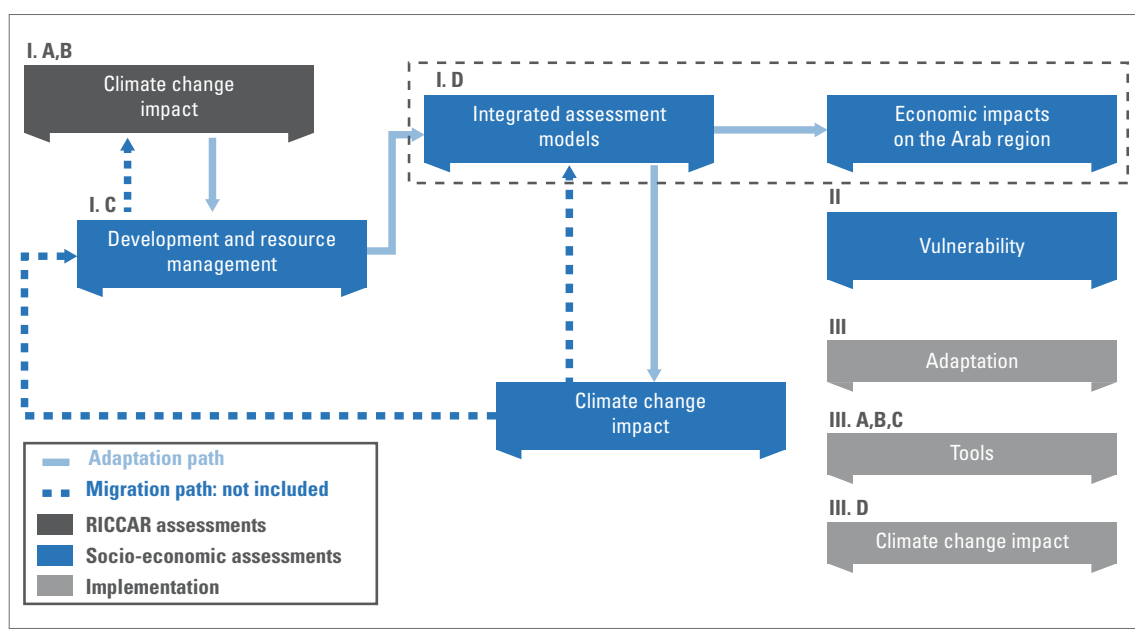 I. A,B
Climate change
impact
I. C
Development and resource
management
I. D
Integrated assessment
models
Economic impacts
on the Arab region
II
Vulnerability
III
Adaptation
III. A,B,C
Tools
III. D
Climate change impact
Climate change
impact
Adaptation path
Migration path: not included
RICCAR assessments
Socio-economic assessments
Implementation